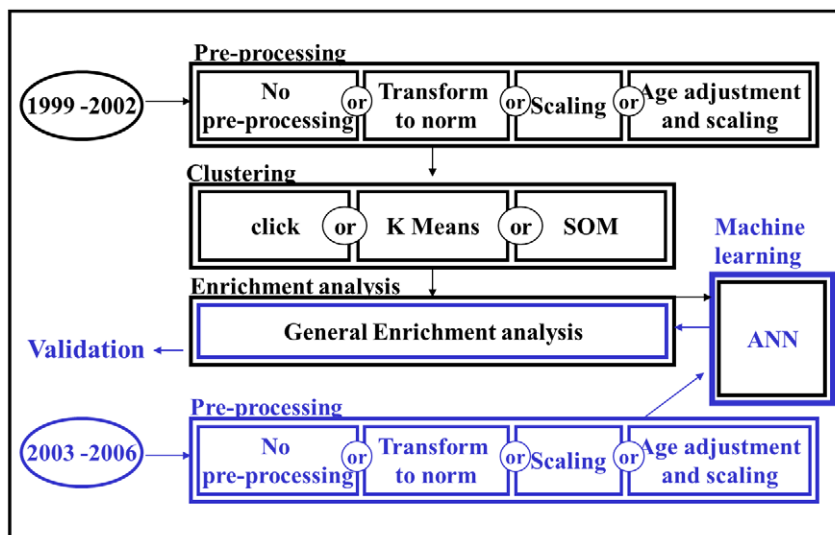 Pre-processing
1999 -2002
No pre-processing
or
Transform to norm
or
Scaling
or
Age adjustment and scaling
Clustering
click
or
K Means
or
SOM
Machine learning
Enrichment analysis
General Enrichment analysis
ANN
Validation
Pre-processing
2003 -2006
No pre-processing
or
Transform to norm
or
Scaling
or
Age adjustment and scaling